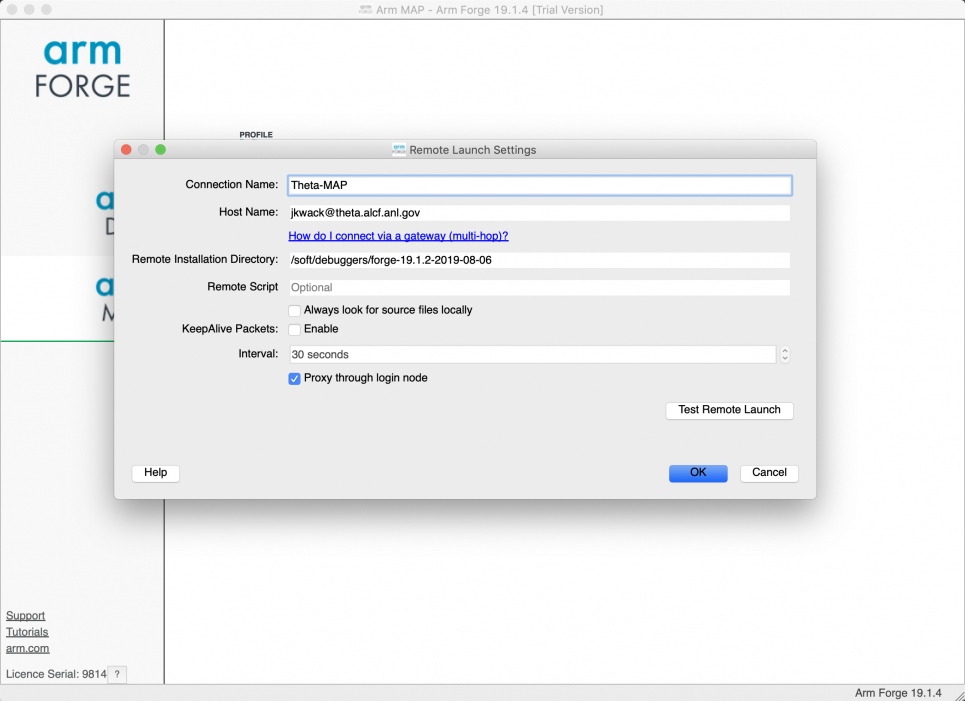 Arm MAP - Arm Forge 19.1.4 [Trial Version]
arm
FORGE
PROFILE
arm FORGE Remote Launch Settings
Connection Name: Theta-MAP
Host Name: jkwack@theta.alcf.anl.gov
How do I connect via a gateway (multi-hop)?
Remote Installation Directory: /soft/debuggers/forge-19.1.2-2019-08-06
Remote Script Optional
Always look for source files locally
KeepAlive Packets: Enable
Interval: 30 seconds
Proxy through login node
Test Remote Launch
Help OK Cancel
Support
Tutorials
arm.com
Licence Serial: 9814 ?
Arm Forge 19.1.4